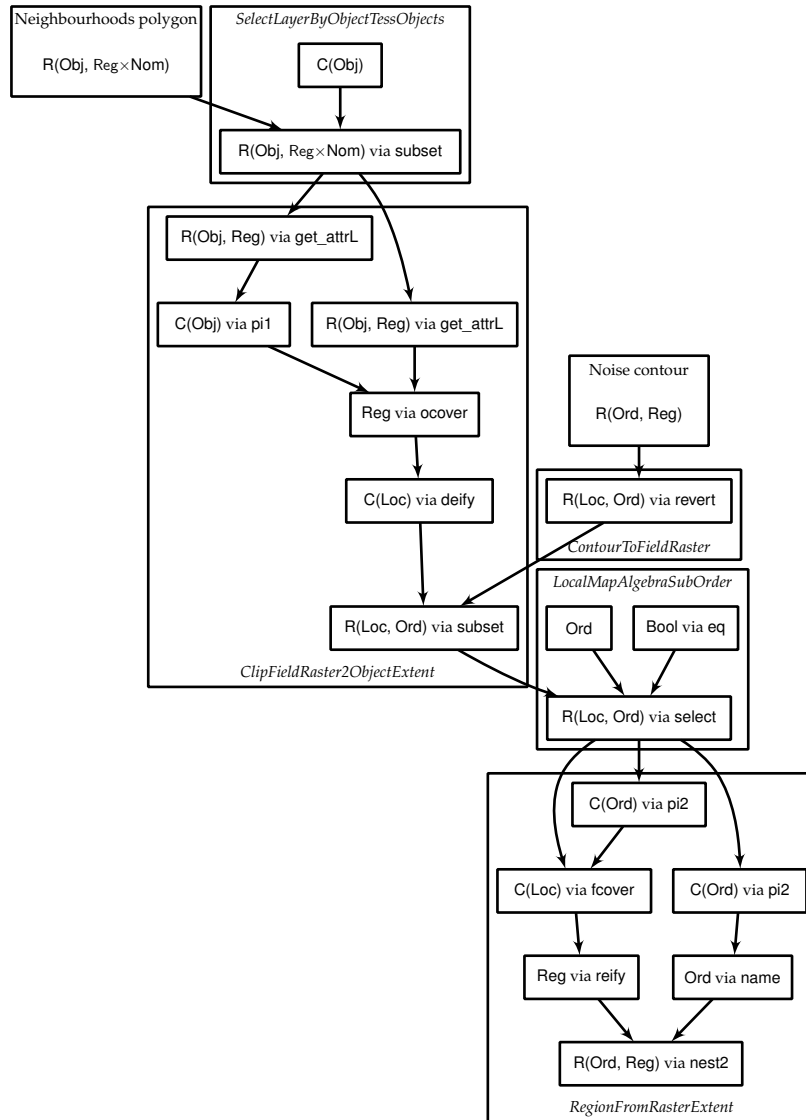 Neighbourhoods polygon
R(Obj, Reg×Nom)
SelectLayerByObjectTessObjects
C(Obj)
R(Obj, Reg×Nom) via subset
R(Obj, Reg) via get_attrL
C(Obj) via pi1
R(Obj, Reg) via get_attrL
Reg via ocover
C(Loc) via deify
R(Loc, Ord) via subset
ClipFieldRaster2ObjectExtent
Noise contour
R(Ord, Reg)
R(Loc, Ord) via revert
ContourToFieldRaster
LocalMapAlgebraSubOrder
Ord
Bool via eq
R(Loc, Ord) via select
C(Ord) via pi2
C(Loc) via fcover
C(Ord) via pi2
Reg via reify
Ord via name
R(Ord, Reg) via nest2
RegionFromRasterExtent